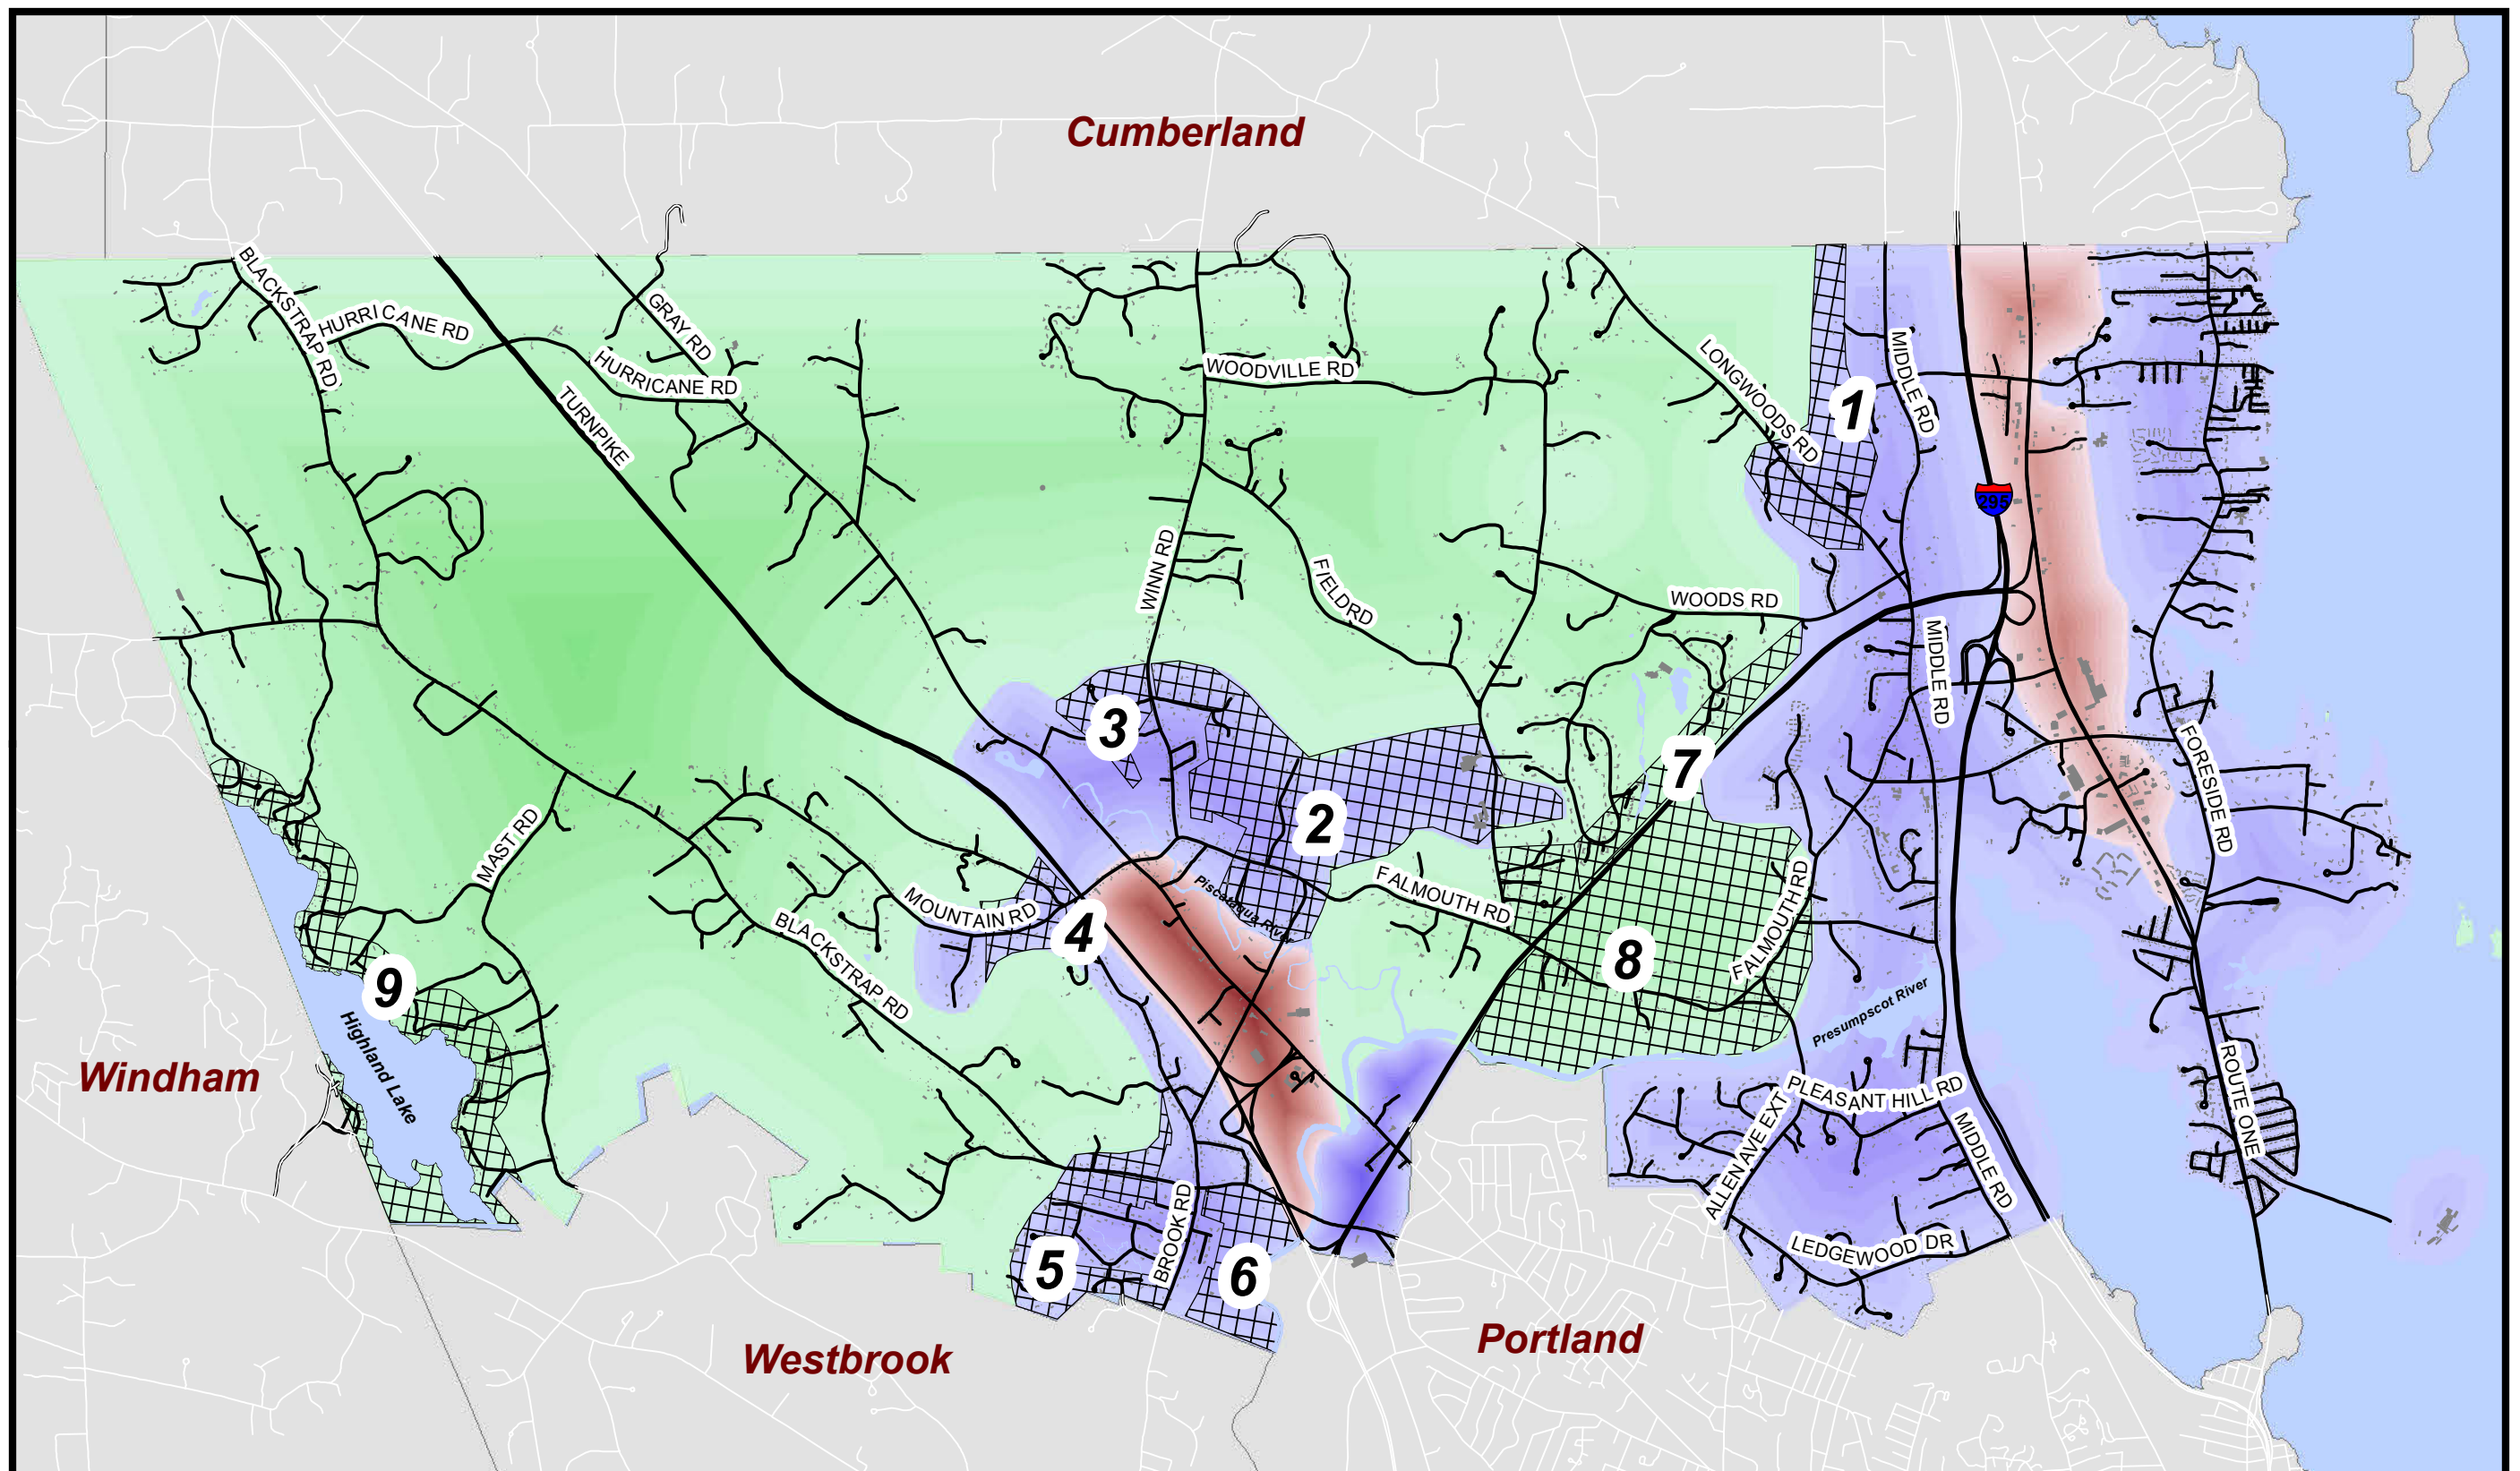 Cumberland
BLACKSTRAP RD
HURRICANE RD
GRAY RD
HURRICANE RD
TURNPIKE
WOODVILLE RD
LONGWOODS RD
MIDDLE RD
1
295
WINN RD
FIELD RD
WOODS RD
MIDDLE RD
3
2
7
FORESIDE RD
MAST RD
MOUNTAIN RD
BLACKSTRAP RD
4
Piscataqua River
FALMOUTH RD
FALMOUTH RD
8
9
Highland Lake
Presumpscot River
Windham
PLEASANT HILL RD
ALLEN AVE EXT
MIDDLE RD
ROUTE ONE
LEDGEWOOD DR
BROOK RD
5
6
Westbrook
Portland